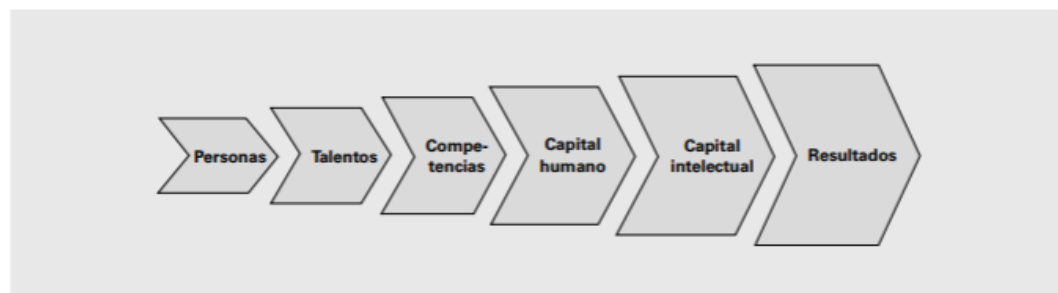 Personas
Talentos
Compe-
tencias
Capital
humano
Capital
intelectual
Resultados